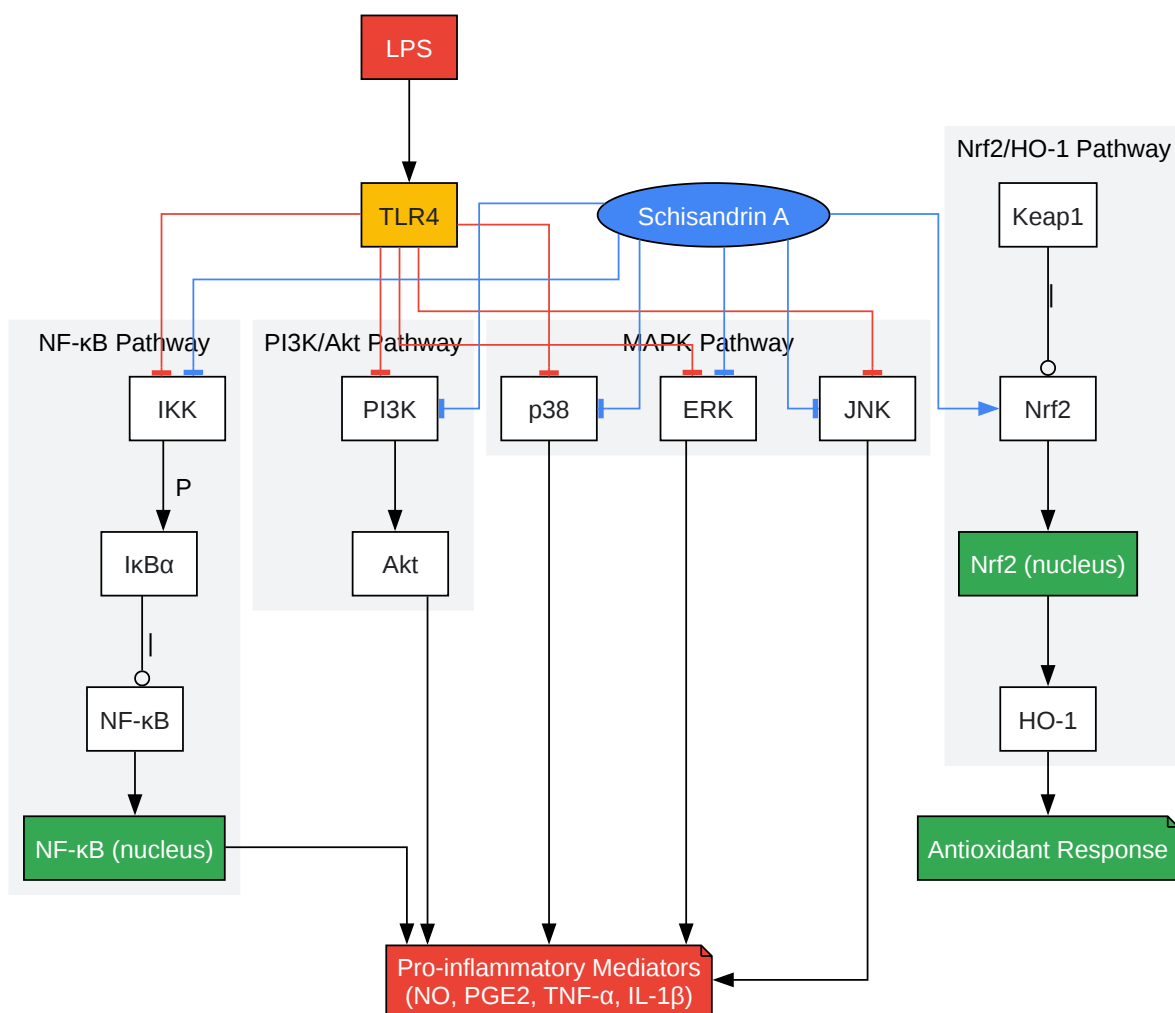 LPS
Nrf2/HO-1 Pathway
TLR4
Schisandrin A
Keap1
NF-κB Pathway
PI3K/Akt Pathway
MAPK Pathway
IKK
PI3K
p38
ERK
JNK
Nrf2
P
IκBα
Akt
Nrf2 (nucleus)
NF-κB
HO-1
NF-κB (nucleus)
Antioxidant Response
Pro-inflammatory Mediators
(NO, PGE2, TNF-α, IL-1β)